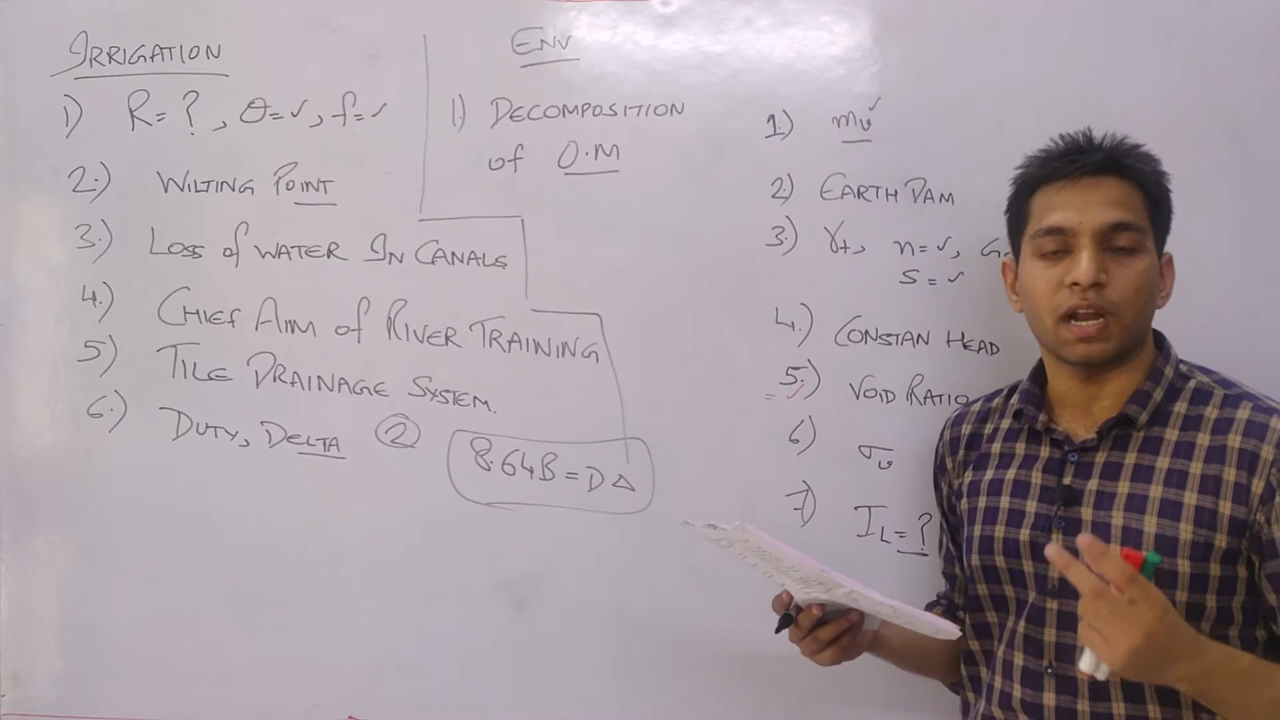 IRRIGATION
1) R = ?, θ = ✓, f = ✓
2.) WILTING POINT
3.) LOSS of WATER IN CANALS
4.) CHIEF AIM of RIVER TRAINING
5) TILE DRAINAGE SYSTEM.
6.) DUTY, DELTA ②
8.64B = DΔ
ENV
1.) DECOMPOSITION
of O.M
1.) mv ✓
2) EARTH DAM
3.) γt, n = ✓, G
S = ✓
4.) CONSTAN HEAD
5.) VOID RATIO
6) σv
7) IL = ?